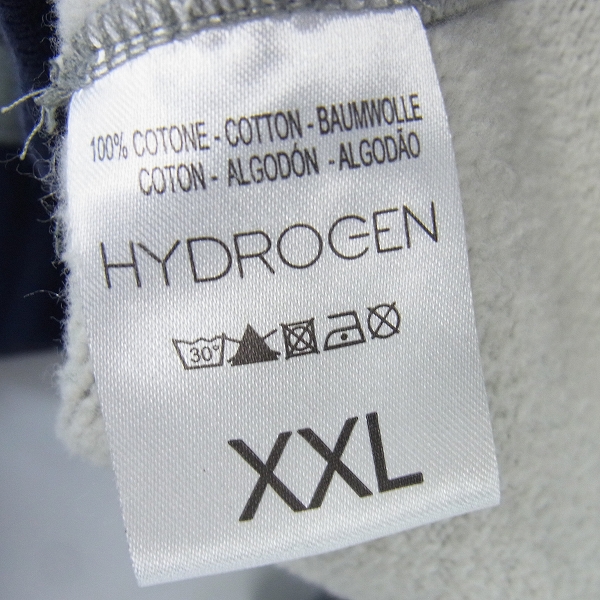 100% COTONE - COTTON - BAUMWOLLE
COTON - ALGODÓN - ALGODÃO
HYDROGEN
30°
XXL